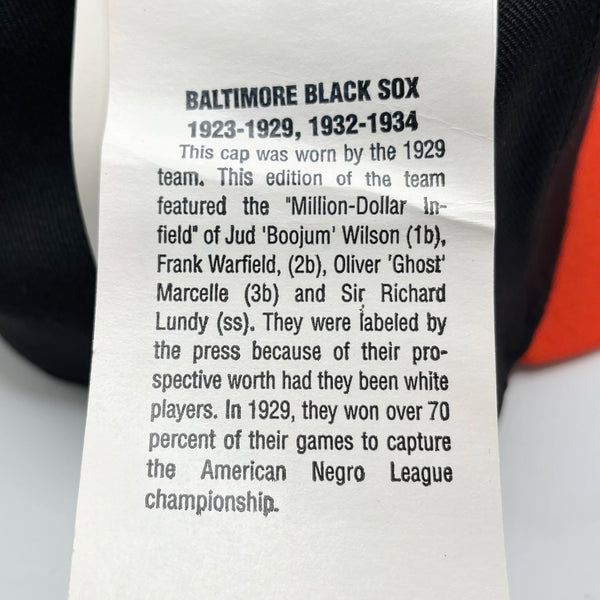 BALTIMORE BLACK SOX
1923-1929, 1932-1934
This cap was worn by the 1929
team. This edition of the team
featured the "Million-Dollar In-
field" of Jud 'Boojum' Wilson (1b),
Frank Warfield, (2b), Oliver 'Ghost'
Marcelle (3b) and Sir Richard
Lundy (ss). They were labeled by
the press because of their pro-
spective worth had they been white
players. In 1929, they won over 70
percent of their games to capture
the American Negro League
championship.